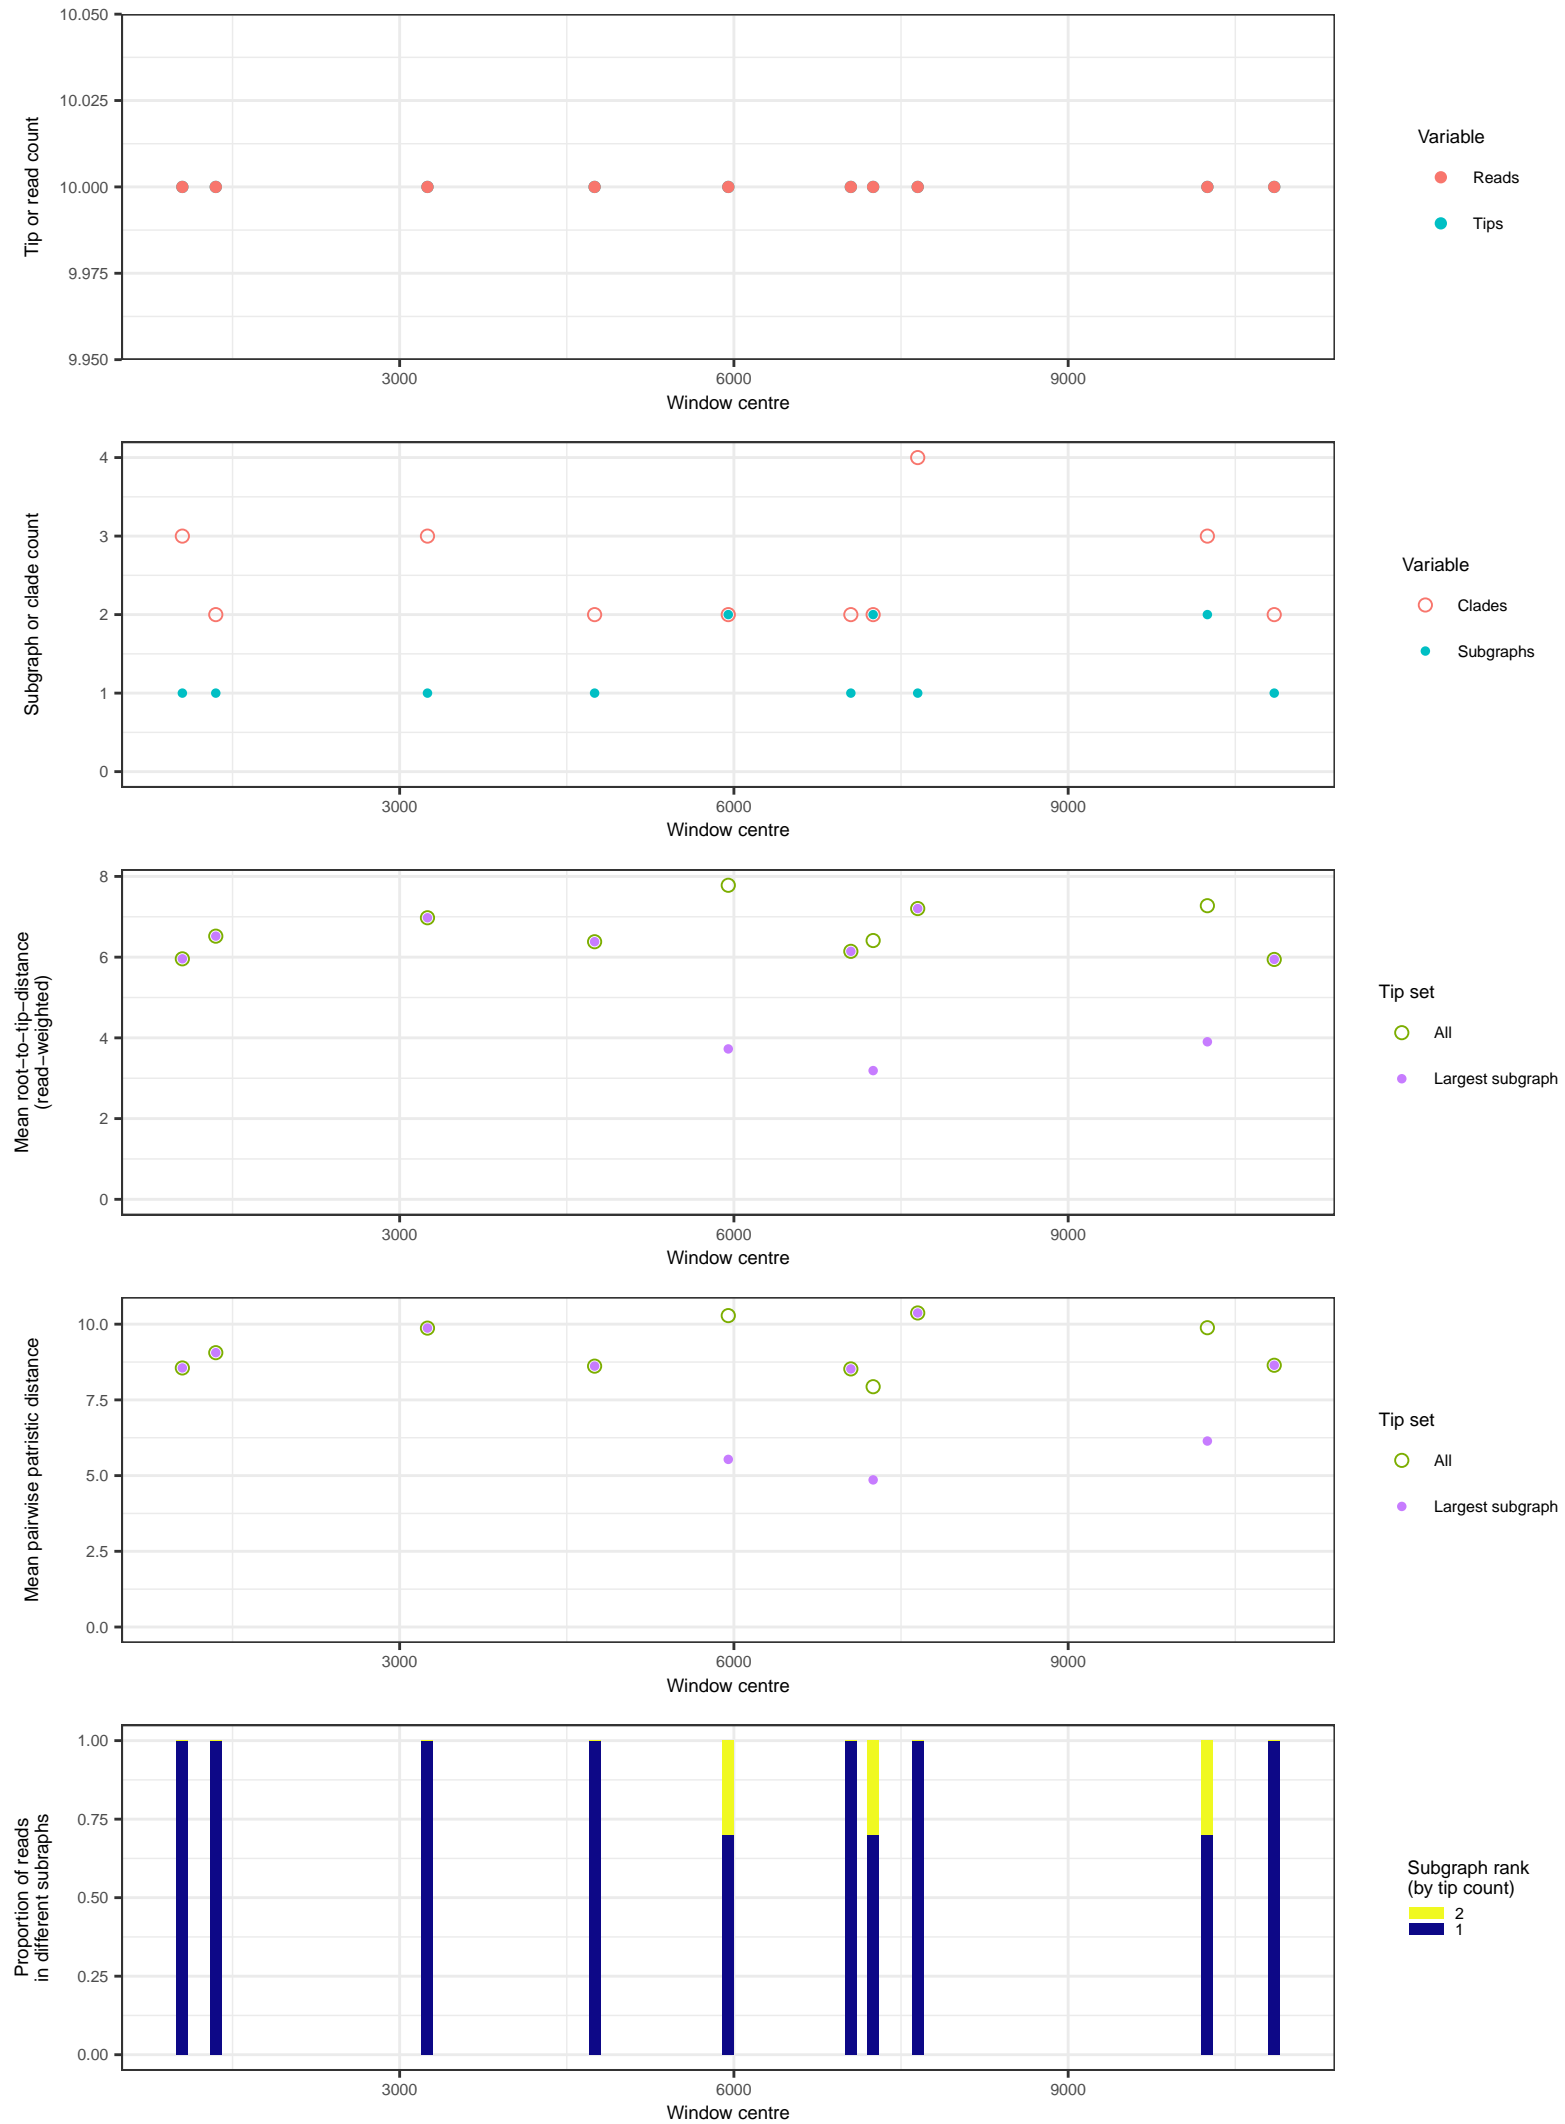 10.050
10.025
10.000
9.975
9.950
Tip or read count
3000
6000
9000
Window centre
Variable
Reads
Tips
4
3
2
1
0
Subgraph or clade count
3000
6000
9000
Window centre
Variable
Clades
Subgraphs
8
6
4
2
0
Mean root−to−tip−distance
(read−weighted)
3000
6000
9000
Window centre
Tip set
All
Largest subgraph
10.0
7.5
5.0
2.5
0.0
Mean pairwise patristic distance
3000
6000
9000
Window centre
Tip set
All
Largest subgraph
1.00
0.75
0.50
0.25
0.00
Proportion of reads
in different subraphs
3000
6000
9000
Window centre
Subgraph rank
(by tip count)
2
1